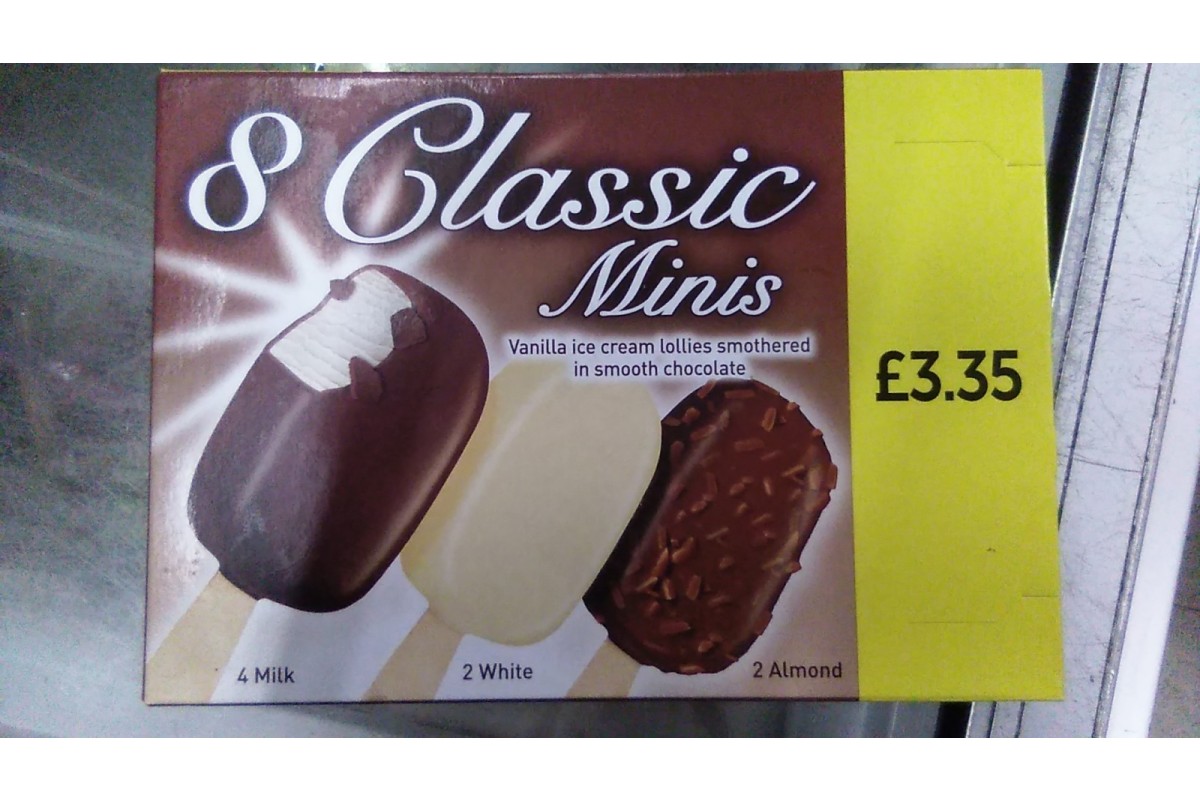 8 Classic
Minis
Vanilla ice cream lollies smothered
in smooth chocolate
£3.35
4 Milk
2 White
2 Almond